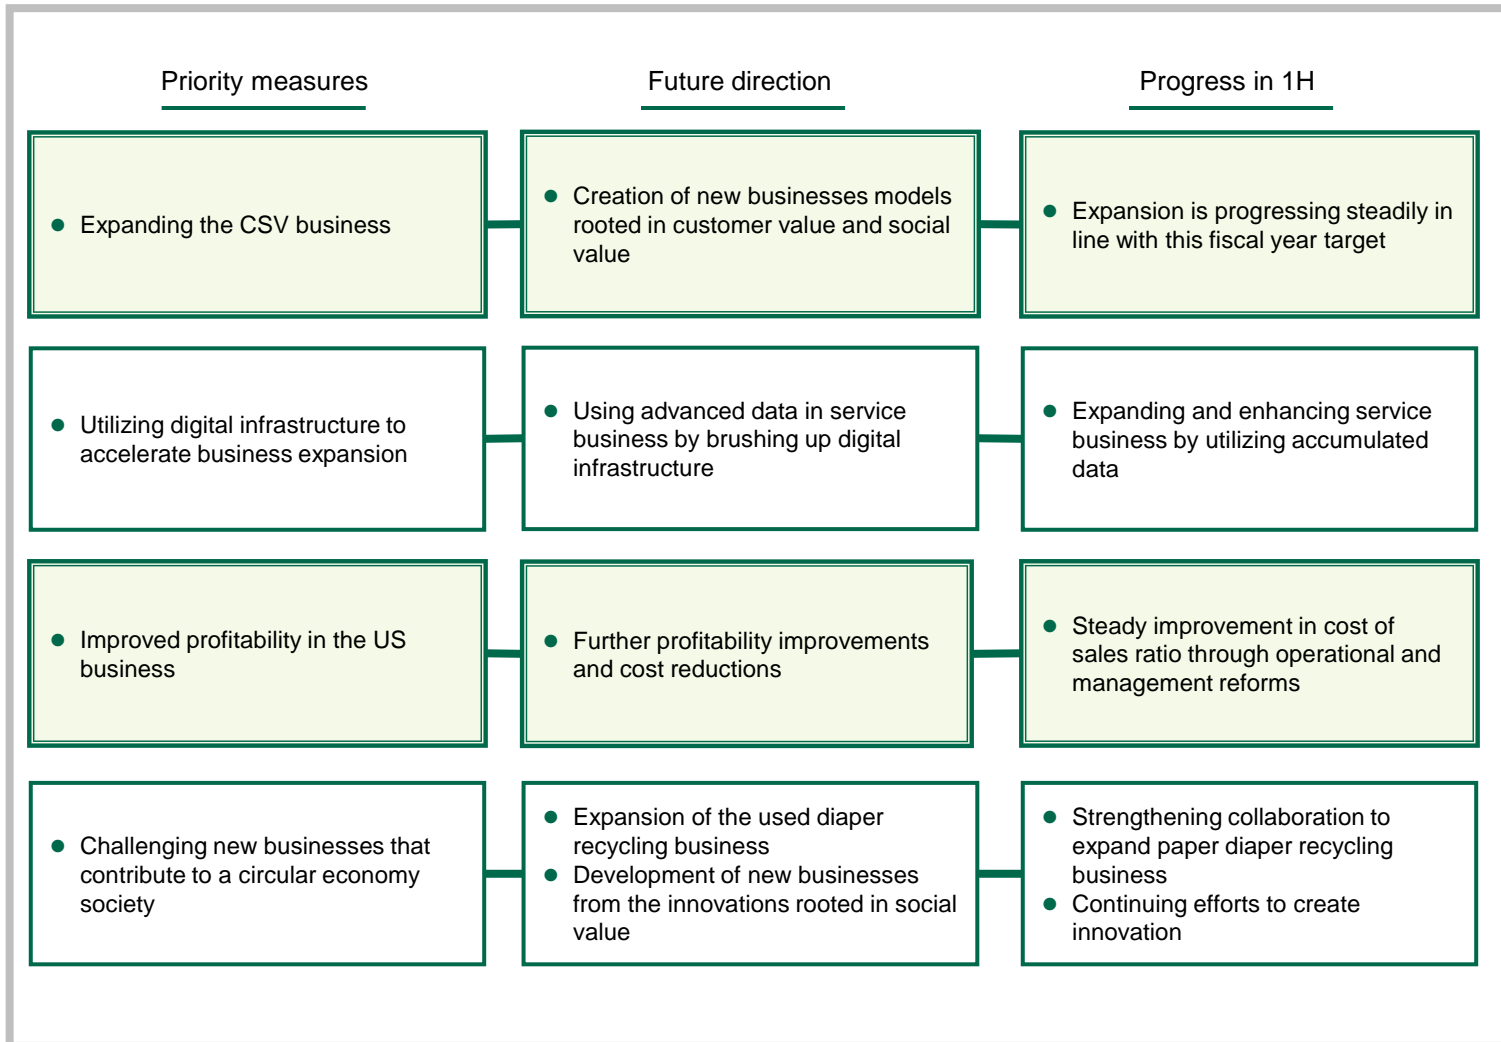 Priority measures
Future direction
Progress in 1H
● Expanding the CSV business
● Creation of new businesses models
rooted in customer value and social
value
● Expansion is progressing steadily in
line with this fiscal year target
● Utilizing digital infrastructure to
accelerate business expansion
● Using advanced data in service
business by brushing up digital
infrastructure
● Expanding and enhancing service
business by utilizing accumulated
data
● Improved profitability in the US
business
● Further profitability improvements
and cost reductions
● Steady improvement in cost of
sales ratio through operational and
management reforms
● Challenging new businesses that
contribute to a circular economy
society
● Expansion of the used diaper
recycling business
● Development of new businesses
from the innovations rooted in social
value
● Strengthening collaboration to
expand paper diaper recycling
business
● Continuing efforts to create
innovation